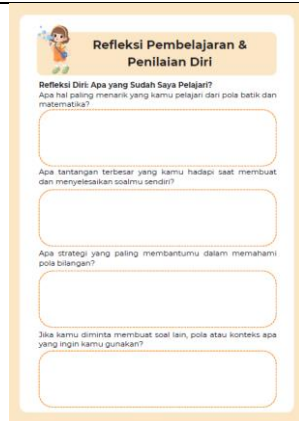 Refleksi Pembelajaran &
Penilaian Diri
Refleksi Diri: Apa yang Sudah Saya Pelajari?
Apa hal paling menarik yang kamu pelajari dari pola batik dan
matematika?
Apa tantangan terbesar yang kamu hadapi saat membuat
dan menyelesaikan soalmu sendiri?
Apa strategi yang paling membantumu dalam memahami
pola bilangan?
Jika kamu diminta membuat soal lain, pola atau konteks apa
yang ingin kamu gunakan?